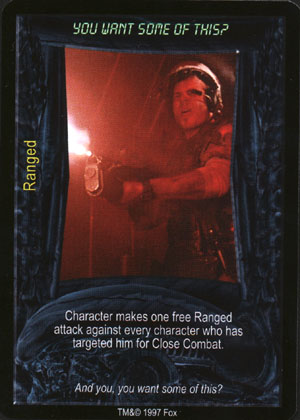 YOU WANT SOME OF THIS?
Ranged
Character makes one free Ranged
attack against every character who has
targeted him for Close Combat.
And you, you want some of this?
TM&© 1997 Fox